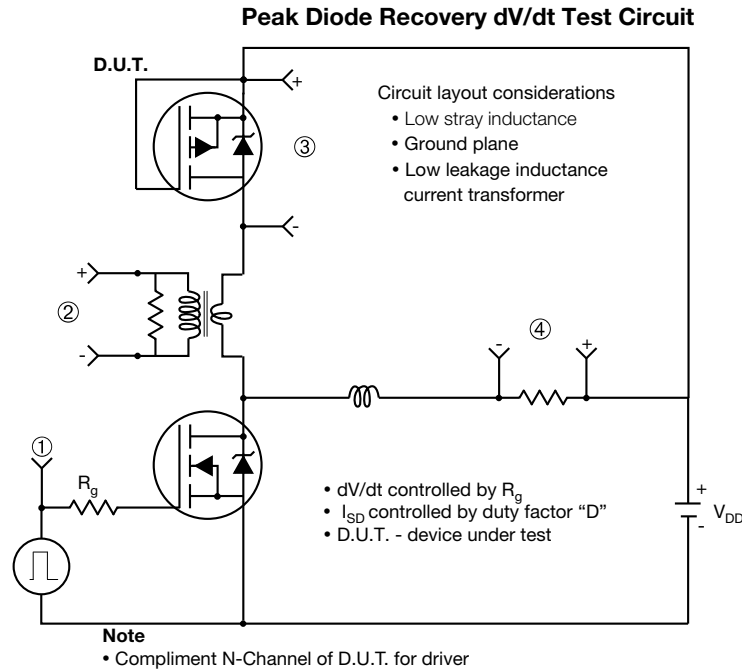 Peak Diode Recovery dV/dt Test Circuit
D.U.T.
+
Circuit layout considerations
• Low stray inductance
③
• Ground plane
• Low leakage inductance
current transformer
-
+
②
-
④
-
+
①
Rg
• dV/dt controlled by Rg
• ISD controlled by duty factor “D”
• D.U.T. - device under test
+
VDD
-
Note
• Compliment N-Channel of D.U.T. for driver